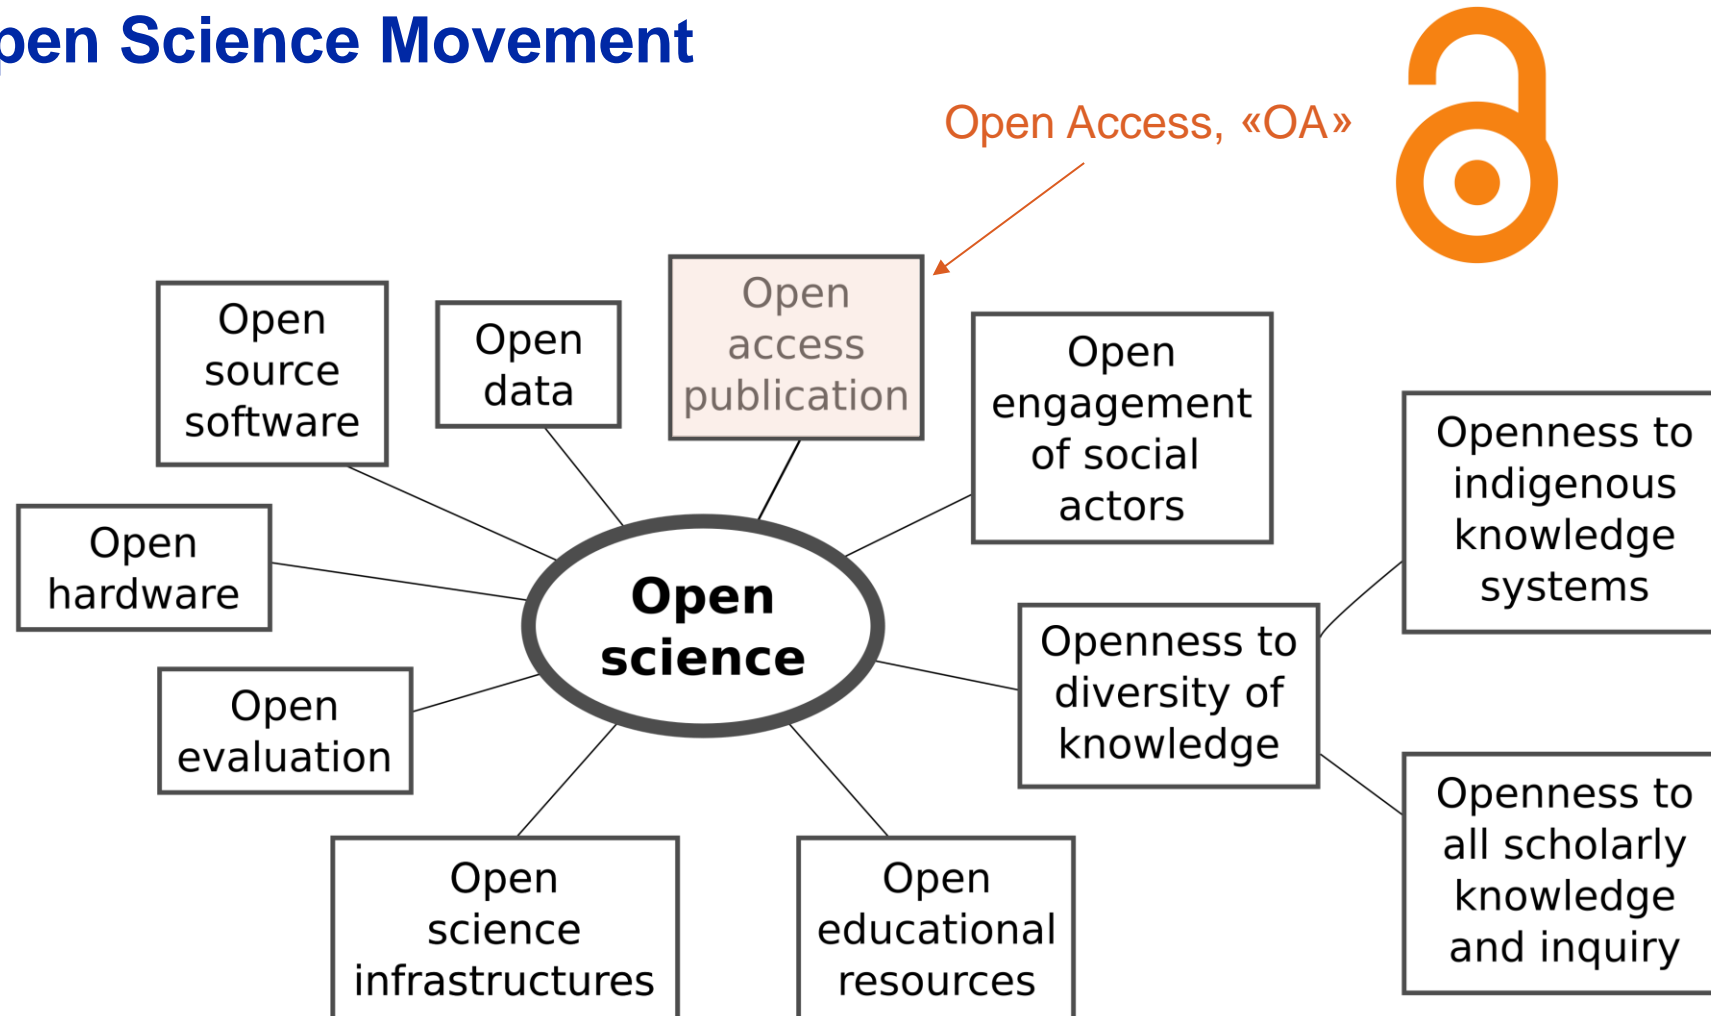 pen Science Movement
Open Access, «OA»
Open
source
software
Open
data
Open
access
publication
Open
engagement
of social
actors
Openness to
indigenous
knowledge
systems
Open
hardware
Open
science
Openness to
diversity of
knowledge
Open
evaluation
Openness to
all scholarly
knowledge
and inquiry
Open
science
infrastructures
Open
educational
resources